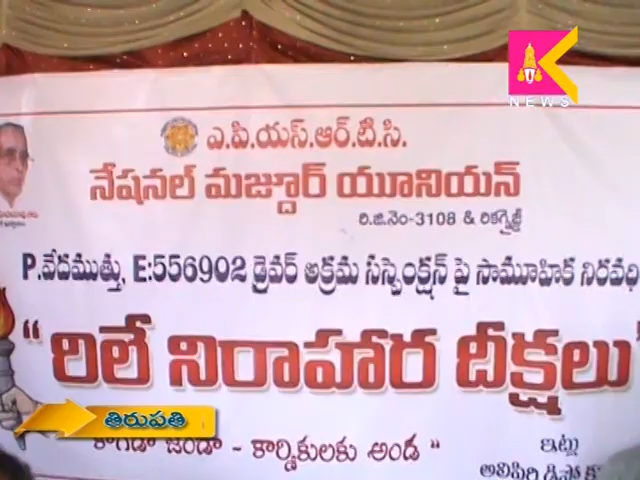 K
NEWS
ఎ.పి.యస్.ఆర్.టి.సి.
నేషనల్ మజ్దూర్ యూనియన్
రి.జి.నెం-3108 & రికగ్నైజ్డ్
P.వేదముత్తు, E:556902 డ్రైవర్ అక్రమ సస్పెంక్షన్ పై సామూహిక నిరవధి
"రిలే నిరాహార దీక్షలు"
తిరుపతి
జెండా - కార్మికులకు అండ "
ఇట్లు
అలిపిరి డిపో